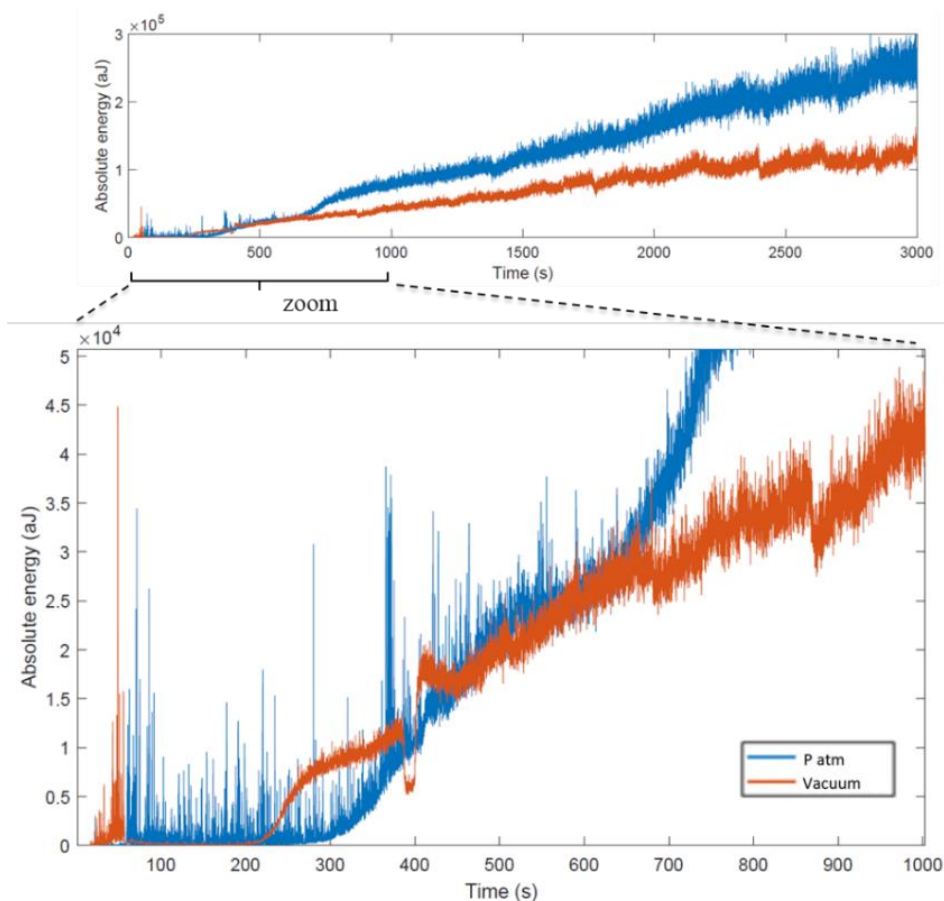 ×10⁵
3
2
1
0
Absolute energy (aJ)
0 500 1000 1500 2000 2500 3000
Time (s)
zoom
×10⁴
5
4.5
4
3.5
3
2.5
2
1.5
1
0.5
0
Absolute energy (aJ)
P atm
Vacuum
100 200 300 400 500 600 700 800 900 1000
Time (s)